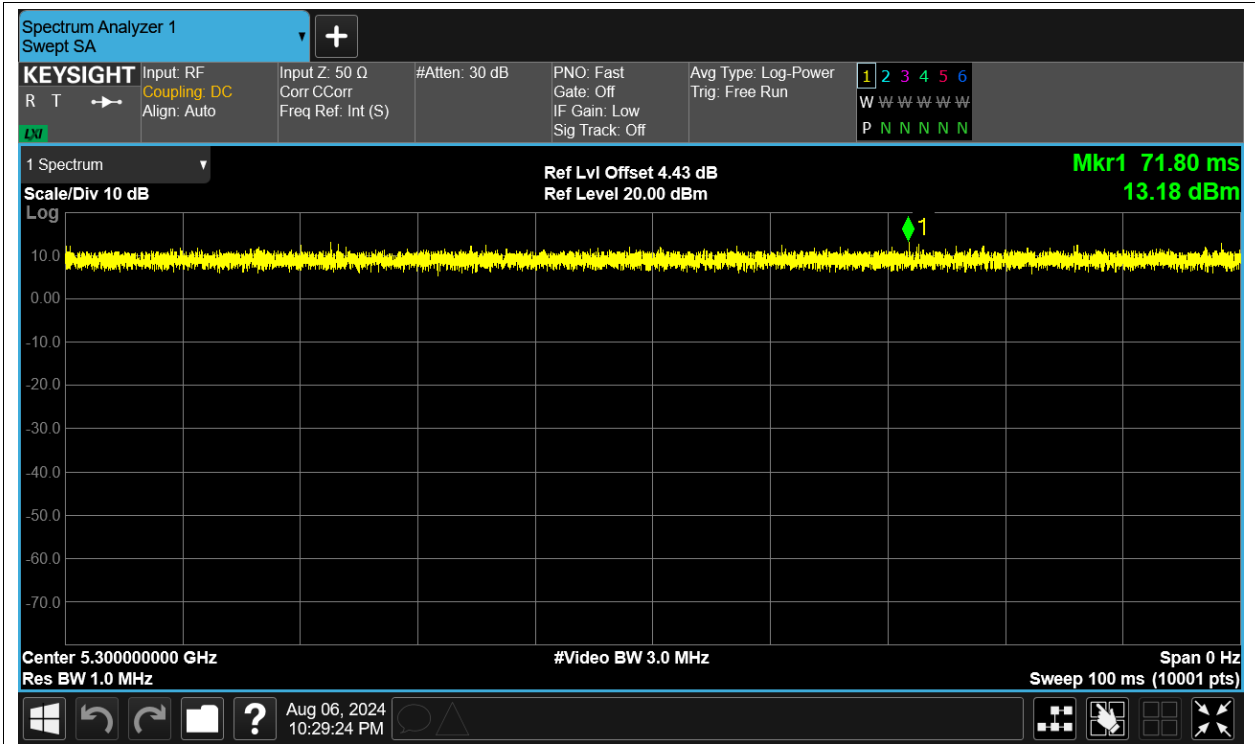 Spectrum Analyzer 1
Swept SA
KEYSIGHT
R T
LXI
Input: RF
Coupling: DC
Align: Auto
Input Z: 50 Ω
Corr CCorr
Freq Ref: Int (S)
#Atten: 30 dB
PNO: Fast
Gate: Off
IF Gain: Low
Sig Track: Off
Avg Type: Log-Power
Trig: Free Run
1 2 3 4 5 6
W W W W W W
P N N N N N
1 Spectrum
Scale/Div 10 dB
Ref Lvl Offset 4.43 dB
Ref Level 20.00 dBm
Mkr1 71.80 ms
13.18 dBm
Log
1
10.0
0.00
-10.0
-20.0
-30.0
-40.0
-50.0
-60.0
-70.0
Center 5.300000000 GHz
Res BW 1.0 MHz
#Video BW 3.0 MHz
Span 0 Hz
Sweep 100 ms (10001 pts)
?
Aug 06, 2024
10:29:24 PM